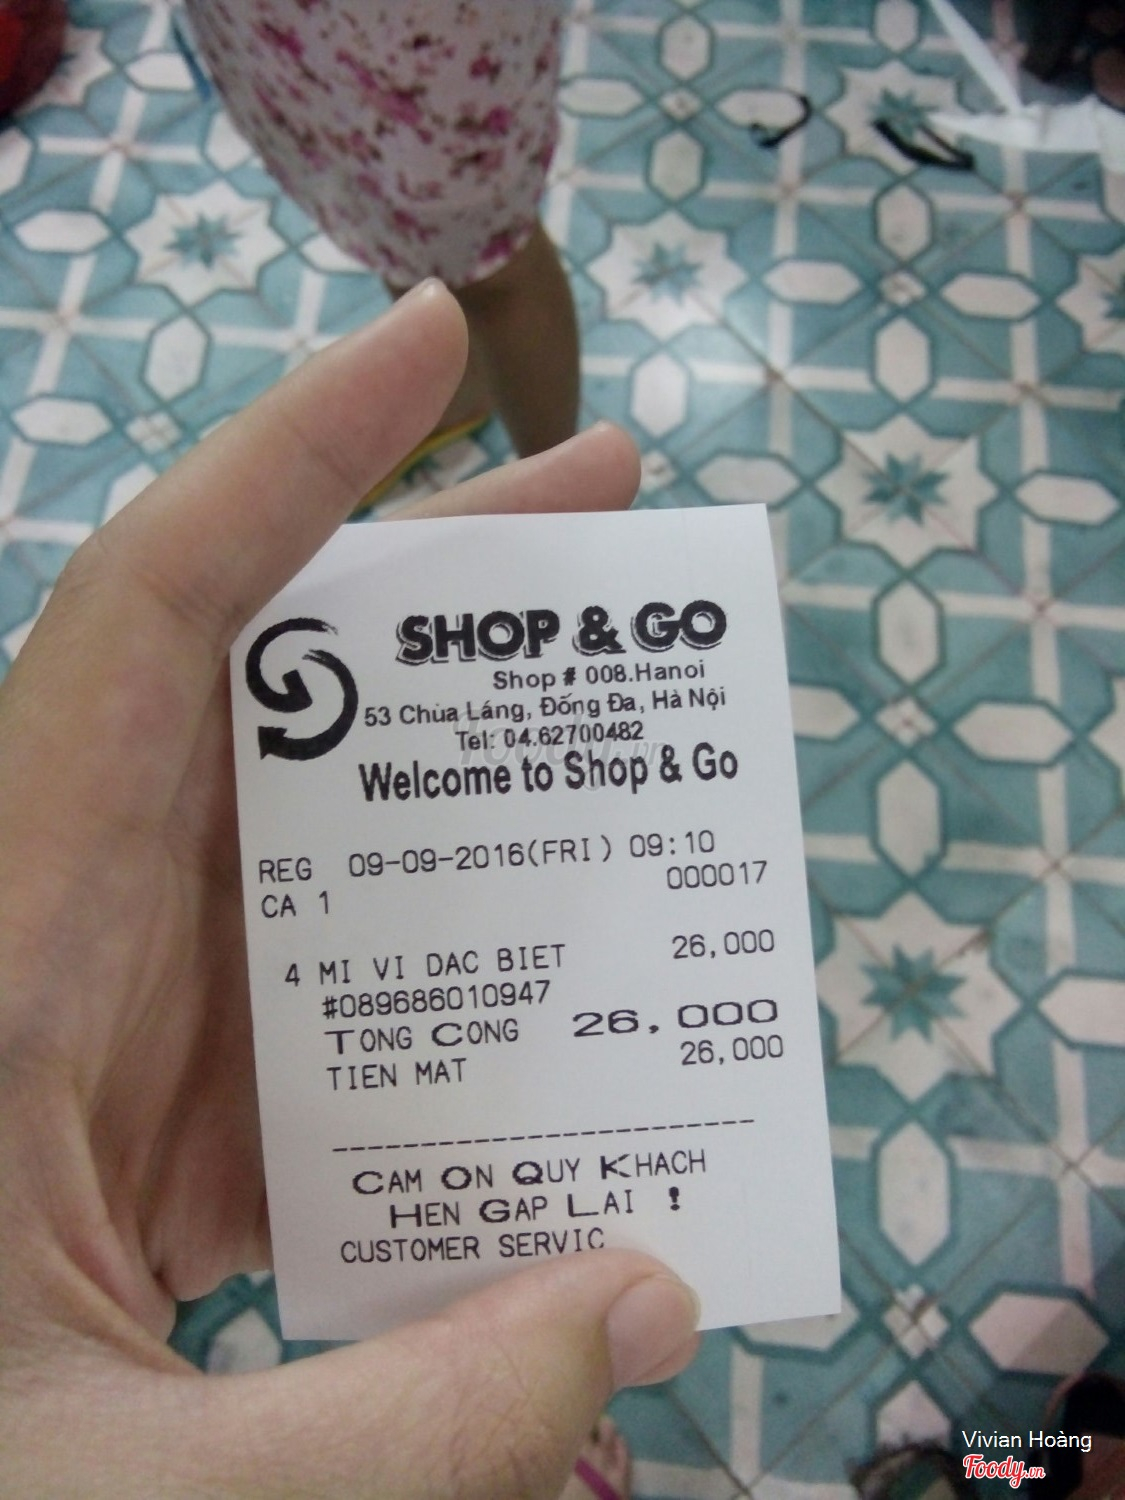 SHOP & GO
Shop # 008.Hanoi
53 Chùa Láng, Đống Đa, Hà Nội
Tel: 04.62700482
Welcome to Shop & Go
REG 09-09-2016(FRI) 09:10
CA 1 000017
4 MI VI DAC BIET 26,000
#089686010947
TONG CONG 26,000
TIEN MAT 26,000
------------------------
CAM ON QUY KHACH
HEN GAP LAI !
CUSTOMER SERVIC
Foody.vn
Vivian Hoàng
Foody.vn